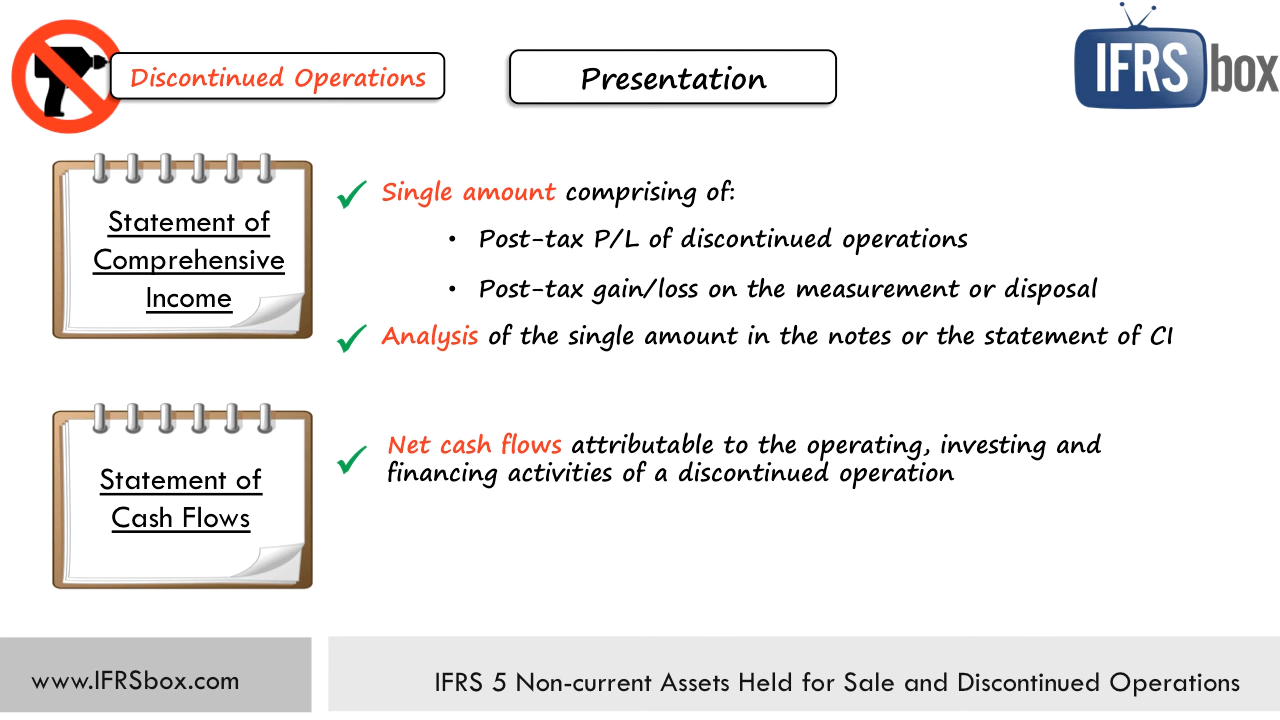 Discontinued Operations
Presentation
IFRS box
Statement of
Comprehensive
Income
✓ Single amount comprising of:
• Post-tax P/L of discontinued operations
• Post-tax gain/loss on the measurement or disposal
✓ Analysis of the single amount in the notes or the statement of CI
Statement of
Cash Flows
✓ Net cash flows attributable to the operating, investing and
financing activities of a discontinued operation
www.IFRSbox.com
IFRS 5 Non-current Assets Held for Sale and Discontinued Operations